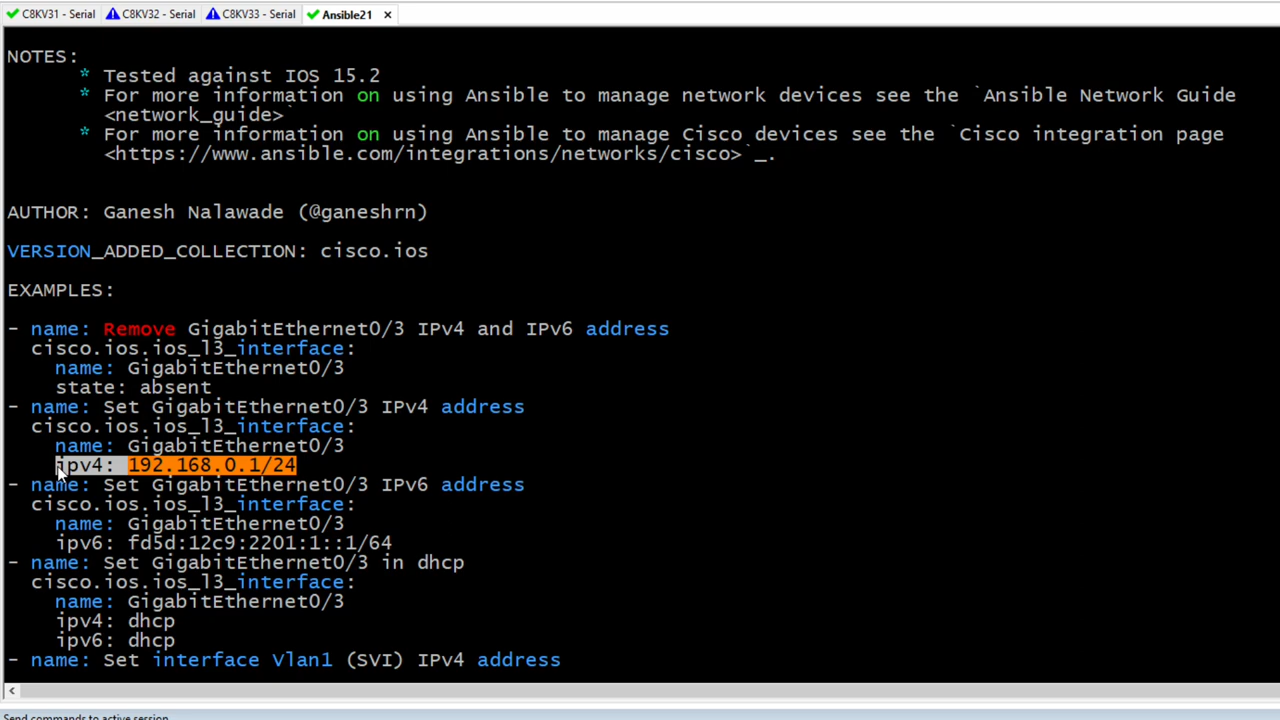 C8KV31 - Serial C8KV32 - Serial C8KV33 - Serial Ansible21 ×
NOTES:
* Tested against IOS 15.2
* For more information on using Ansible to manage network devices see the `Ansible Network Guide
<network_guide>`
* For more information on using Ansible to manage Cisco devices see the `Cisco integration page
<https://www.ansible.com/integrations/networks/cisco>`_.
AUTHOR: Ganesh Nalawade (@ganeshrn)
VERSION_ADDED_COLLECTION: cisco.ios
EXAMPLES:
- name: Remove GigabitEthernet0/3 IPv4 and IPv6 address
cisco.ios.ios_l3_interface:
name: GigabitEthernet0/3
state: absent
- name: Set GigabitEthernet0/3 IPv4 address
cisco.ios.ios_l3_interface:
name: GigabitEthernet0/3
ipv4: 192.168.0.1/24
- name: Set GigabitEthernet0/3 IPv6 address
cisco.ios.ios_l3_interface:
name: GigabitEthernet0/3
ipv6: fd5d:12c9:2201:1::1/64
- name: Set GigabitEthernet0/3 in dhcp
cisco.ios.ios_l3_interface:
name: GigabitEthernet0/3
ipv4: dhcp
ipv6: dhcp
- name: Set interface Vlan1 (SVI) IPv4 address
Send commands to active session